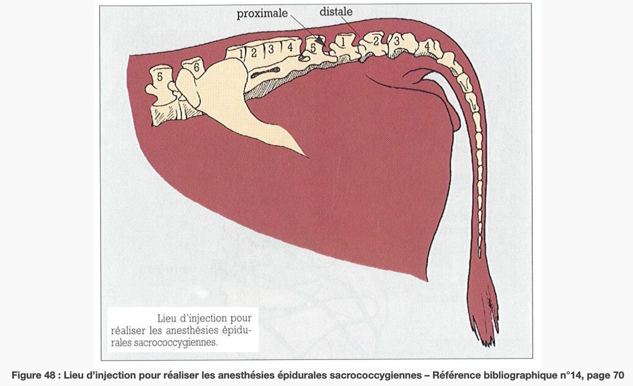 proximale distale
5 6 1 2 3 4 5 1 2 3 4
Lieu d'injection pour
réaliser les anesthésies épidu-
rales sacrococcygiennes.
Figure 48 : Lieu d'injection pour réaliser les anesthésies épidurales sacrococcygiennes – Référence bibliographique n°14, page 70